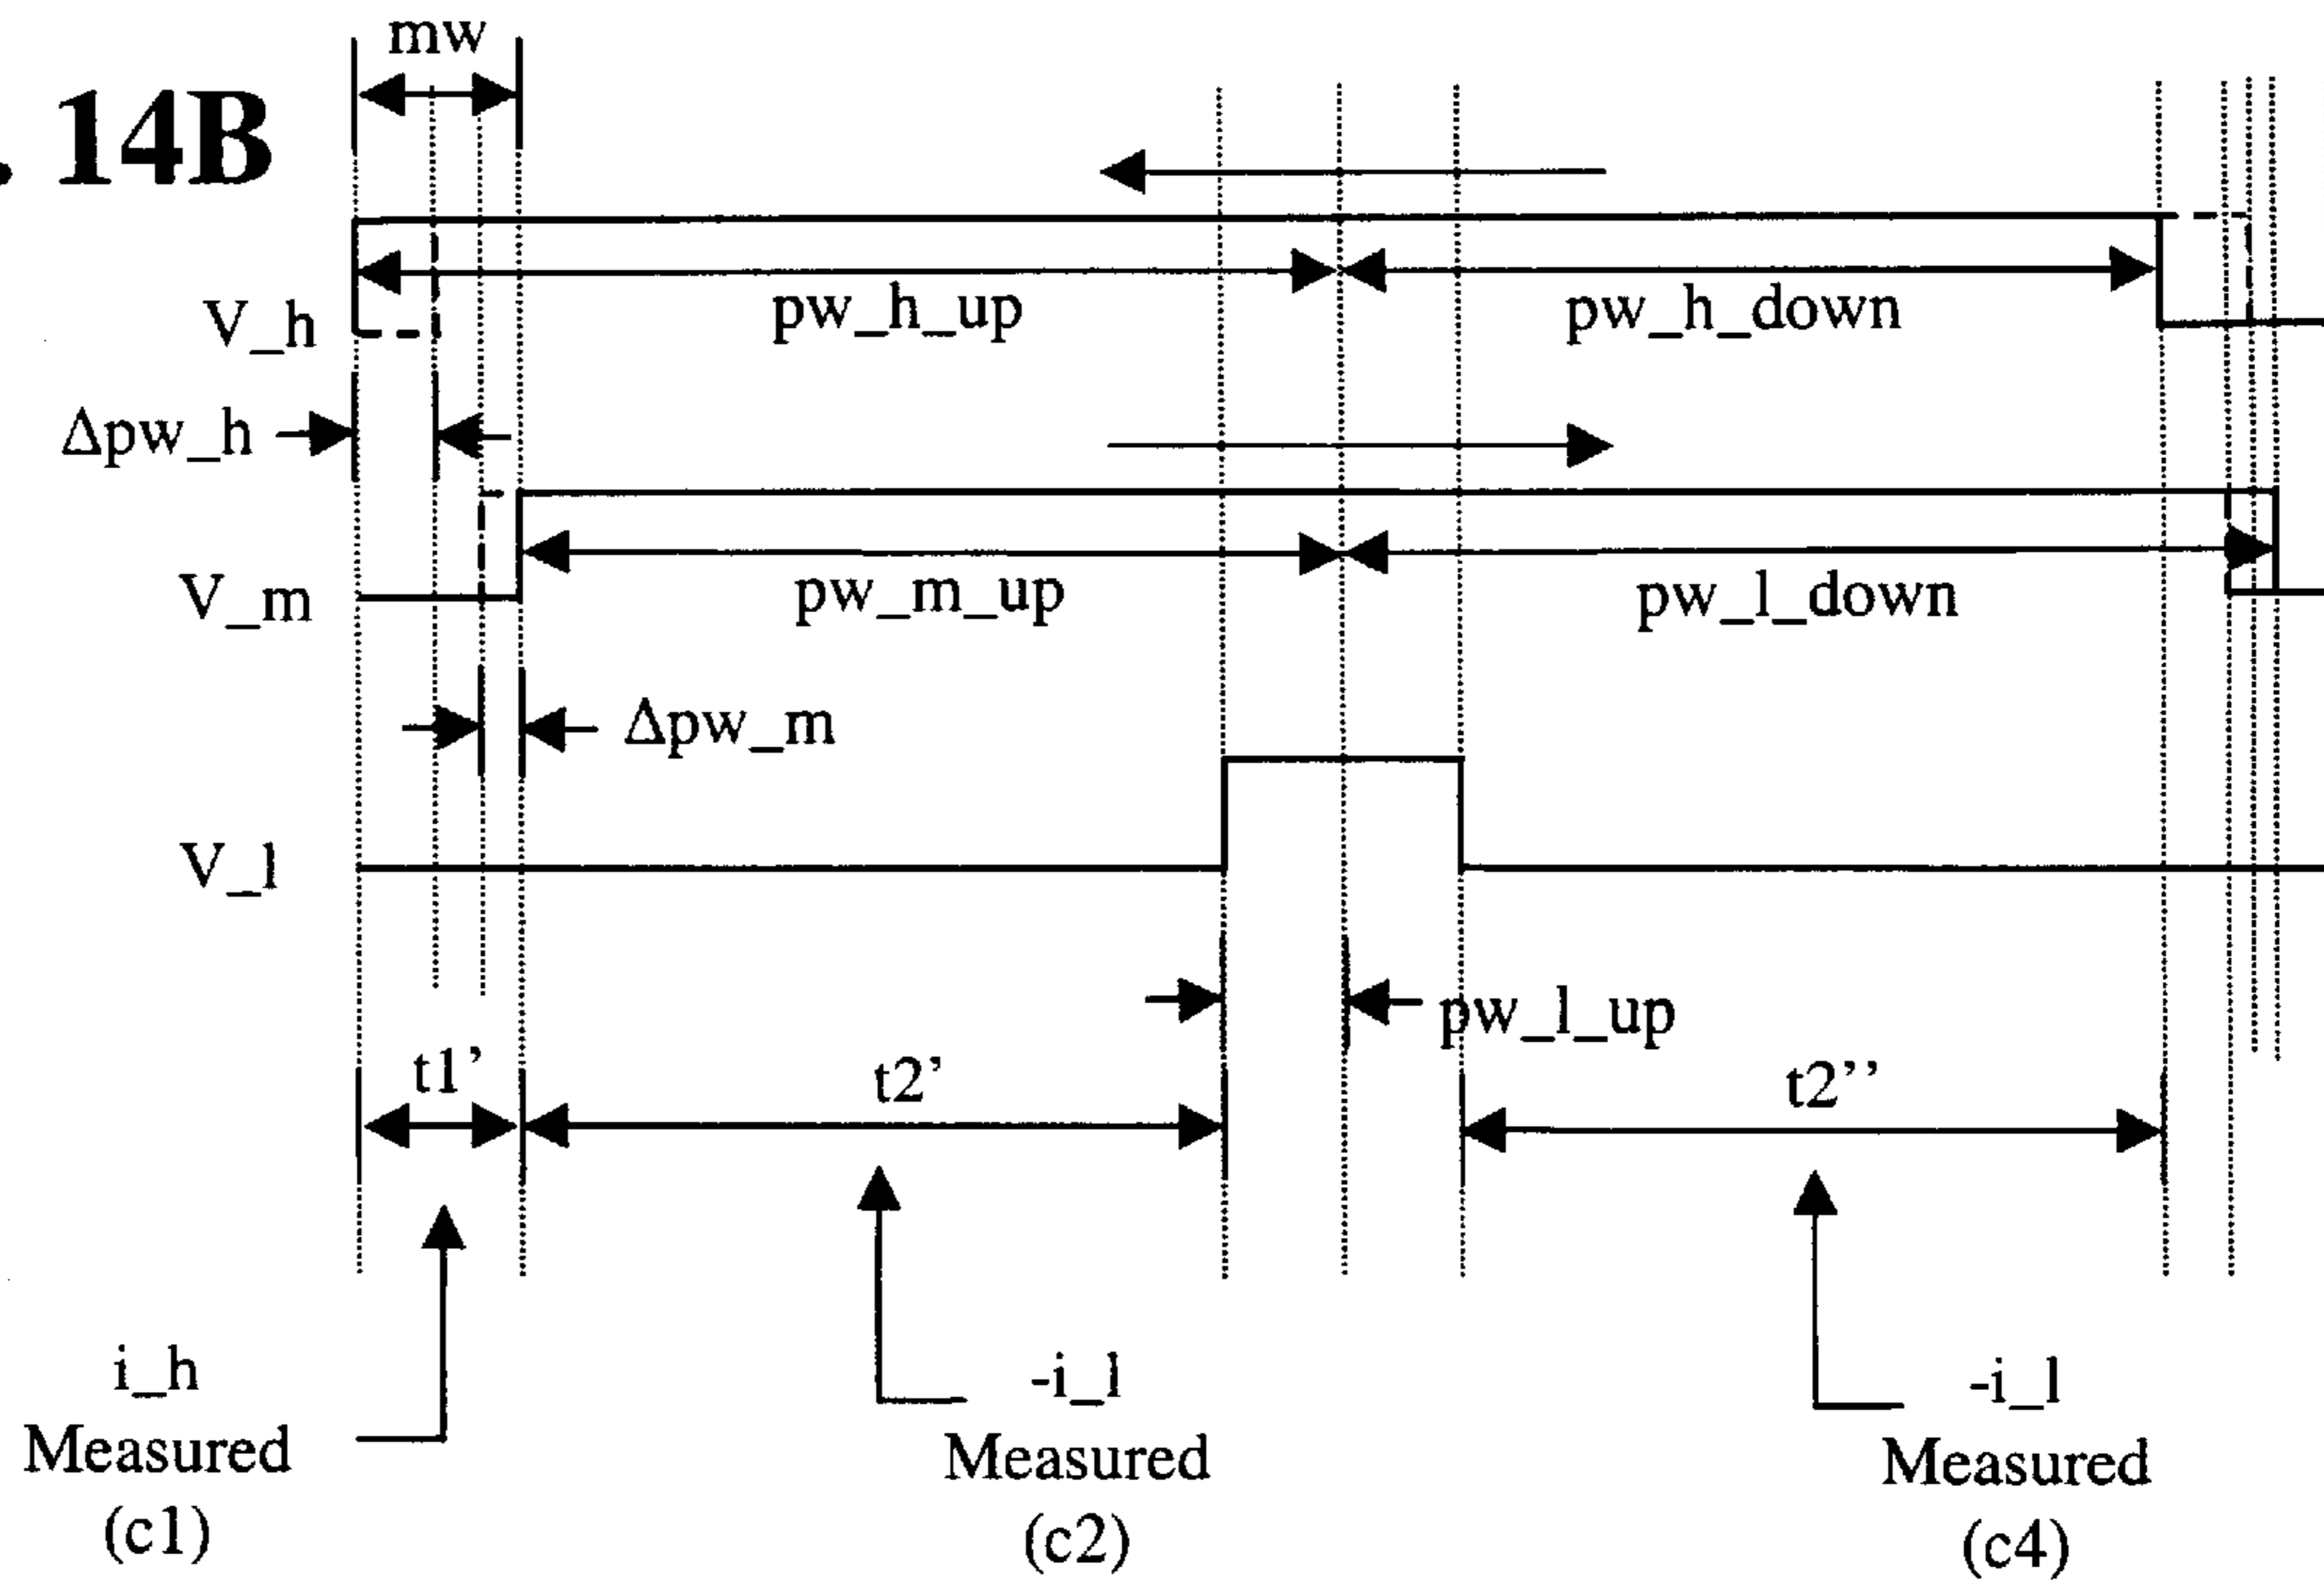 mw
. 14B
V_h
pw_h_up
pw_h_down
Δpw_h
V_m
pw_m_up
pw_l_down
Δpw_m
V_l
pw_l_up
t1’
t2’
t2’’
i_h
Measured
(c1)
-i_l
Measured
(c2)
-i_l
Measured
(c4)